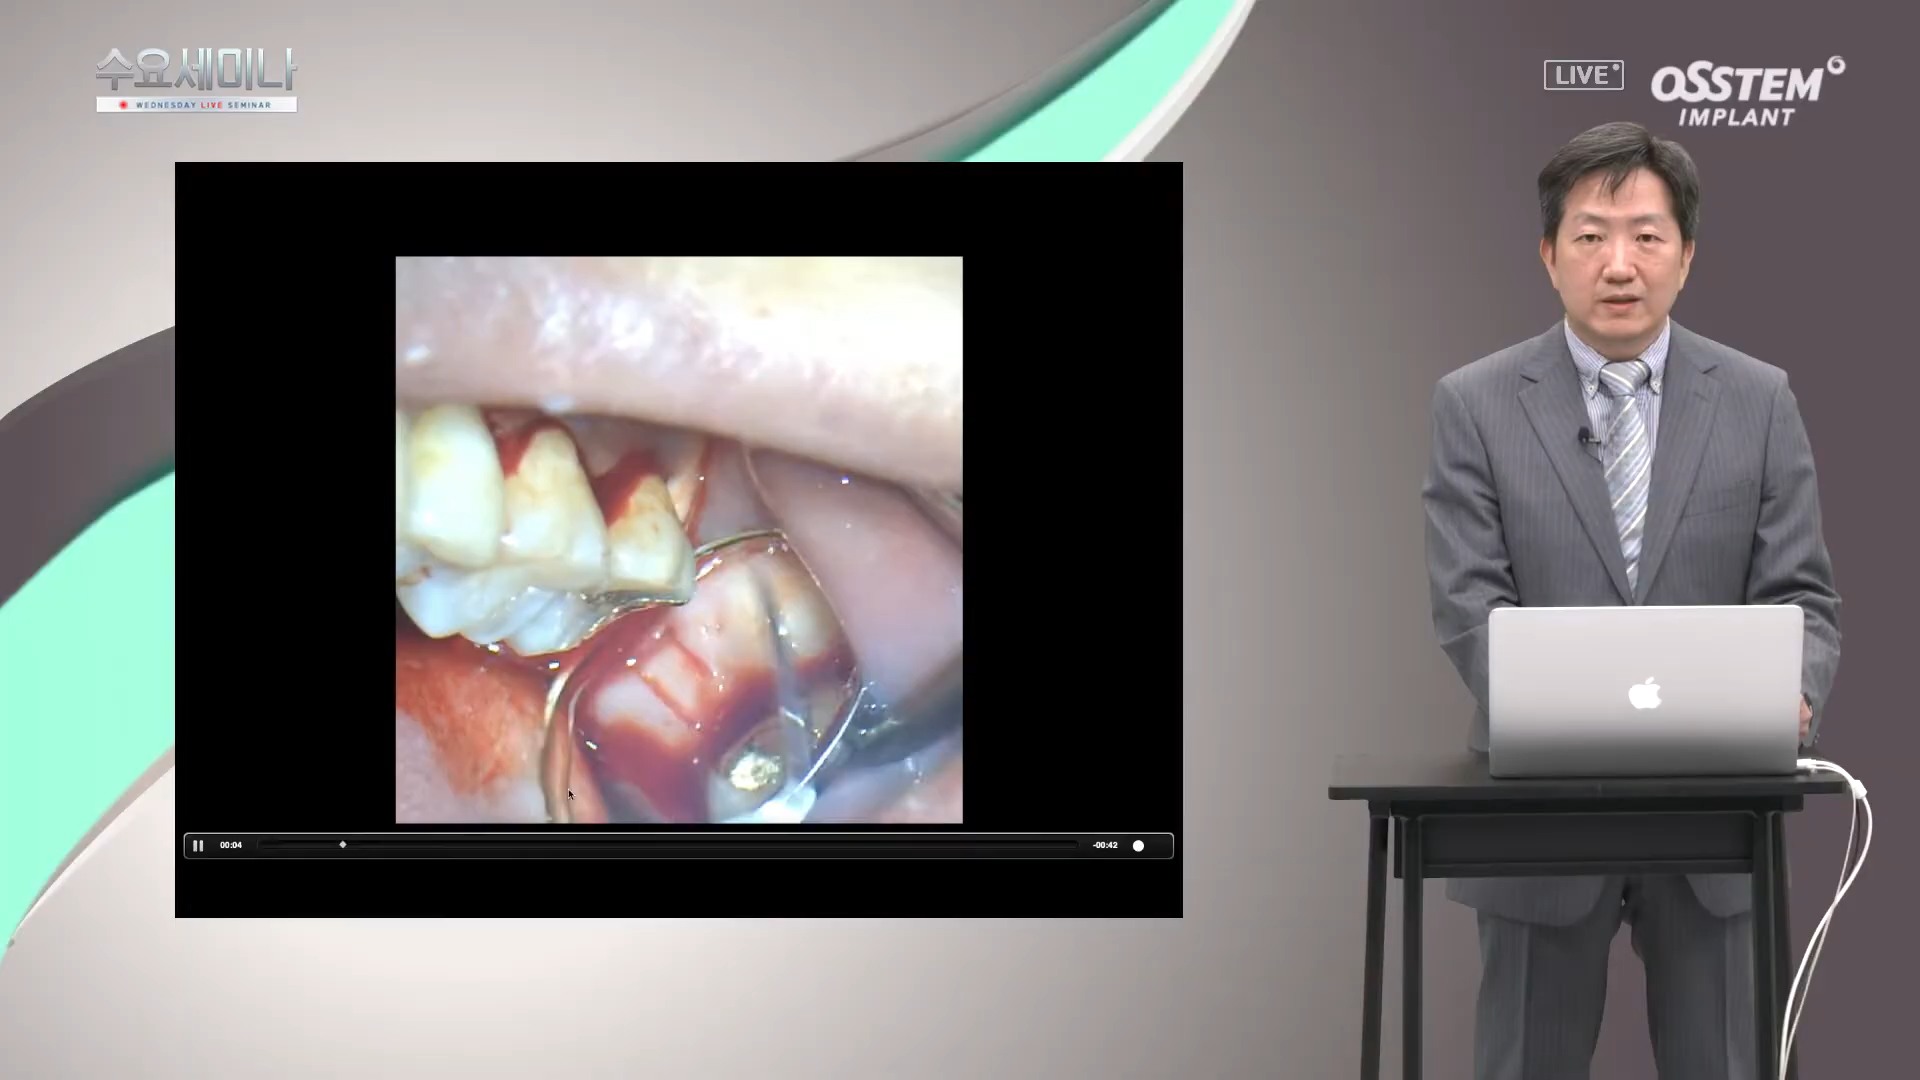 수요세미나
WEDNESDAY LIVE SEMINAR
LIVE
OSSTEM
IMPLANT
00:04
-00:42